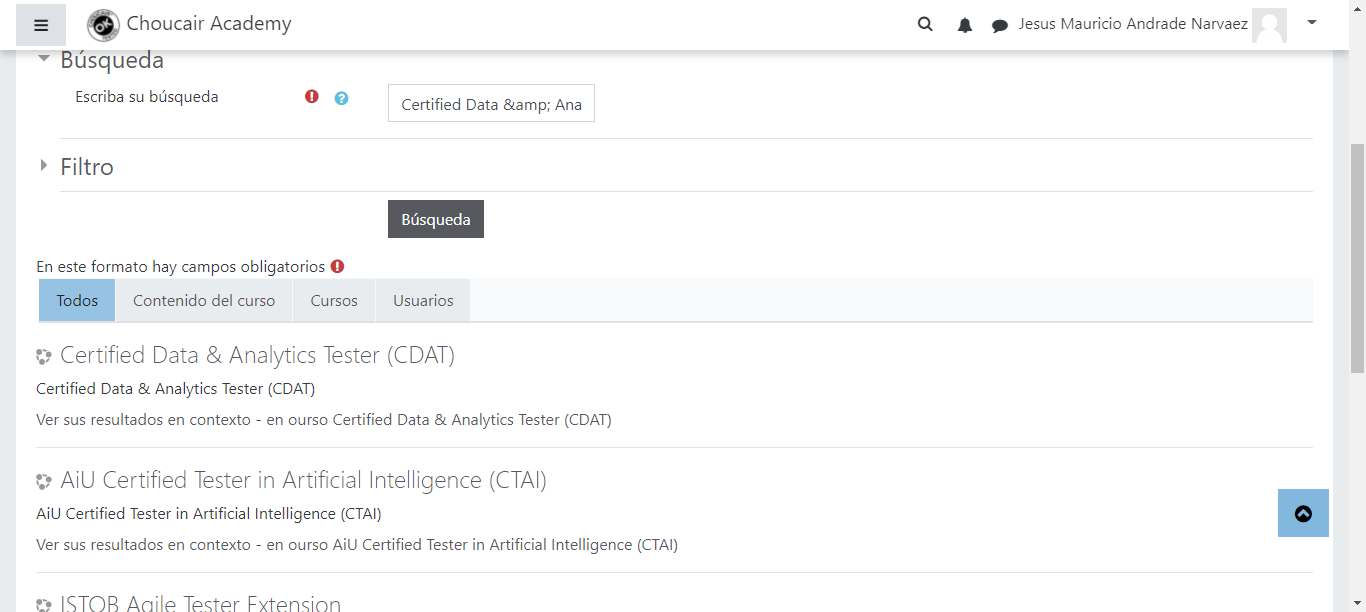 Choucair Academy
Jesus Mauricio Andrade Narvaez
Búsqueda
Escriba su búsqueda
Certified Data &amp; Ana
Filtro
Búsqueda
En este formato hay campos obligatorios
Todos
Contenido del curso
Cursos
Usuarios
Certified Data & Analytics Tester (CDAT)
Certified Data & Analytics Tester (CDAT)
Ver sus resultados en contexto - en ourso Certified Data & Analytics Tester (CDAT)
AiU Certified Tester in Artificial Intelligence (CTAI)
AiU Certified Tester in Artificial Intelligence (CTAI)
Ver sus resultados en contexto - en ourso AiU Certified Tester in Artificial Intelligence (CTAI)
ISTQB Agile Tester Extension